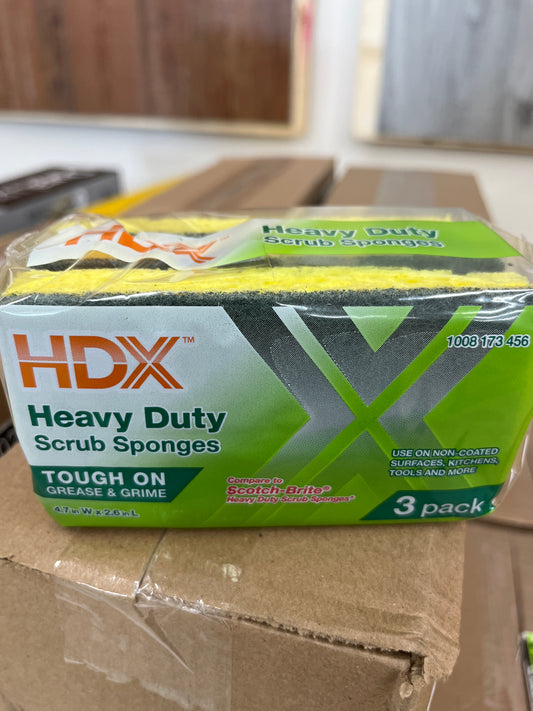 HDX
Heavy Duty
Scrub Sponges
HDX™
1008 173 456
Heavy Duty
Scrub Sponges
TOUGH ON
GREASE & GRIME
4.7 in W x 2.6 in L
Compare to
Scotch-Brite®
Heavy Duty Scrub Sponges*
USE ON NON-COATED
SURFACES, KITCHENS,
TOOLS AND MORE
3 pack